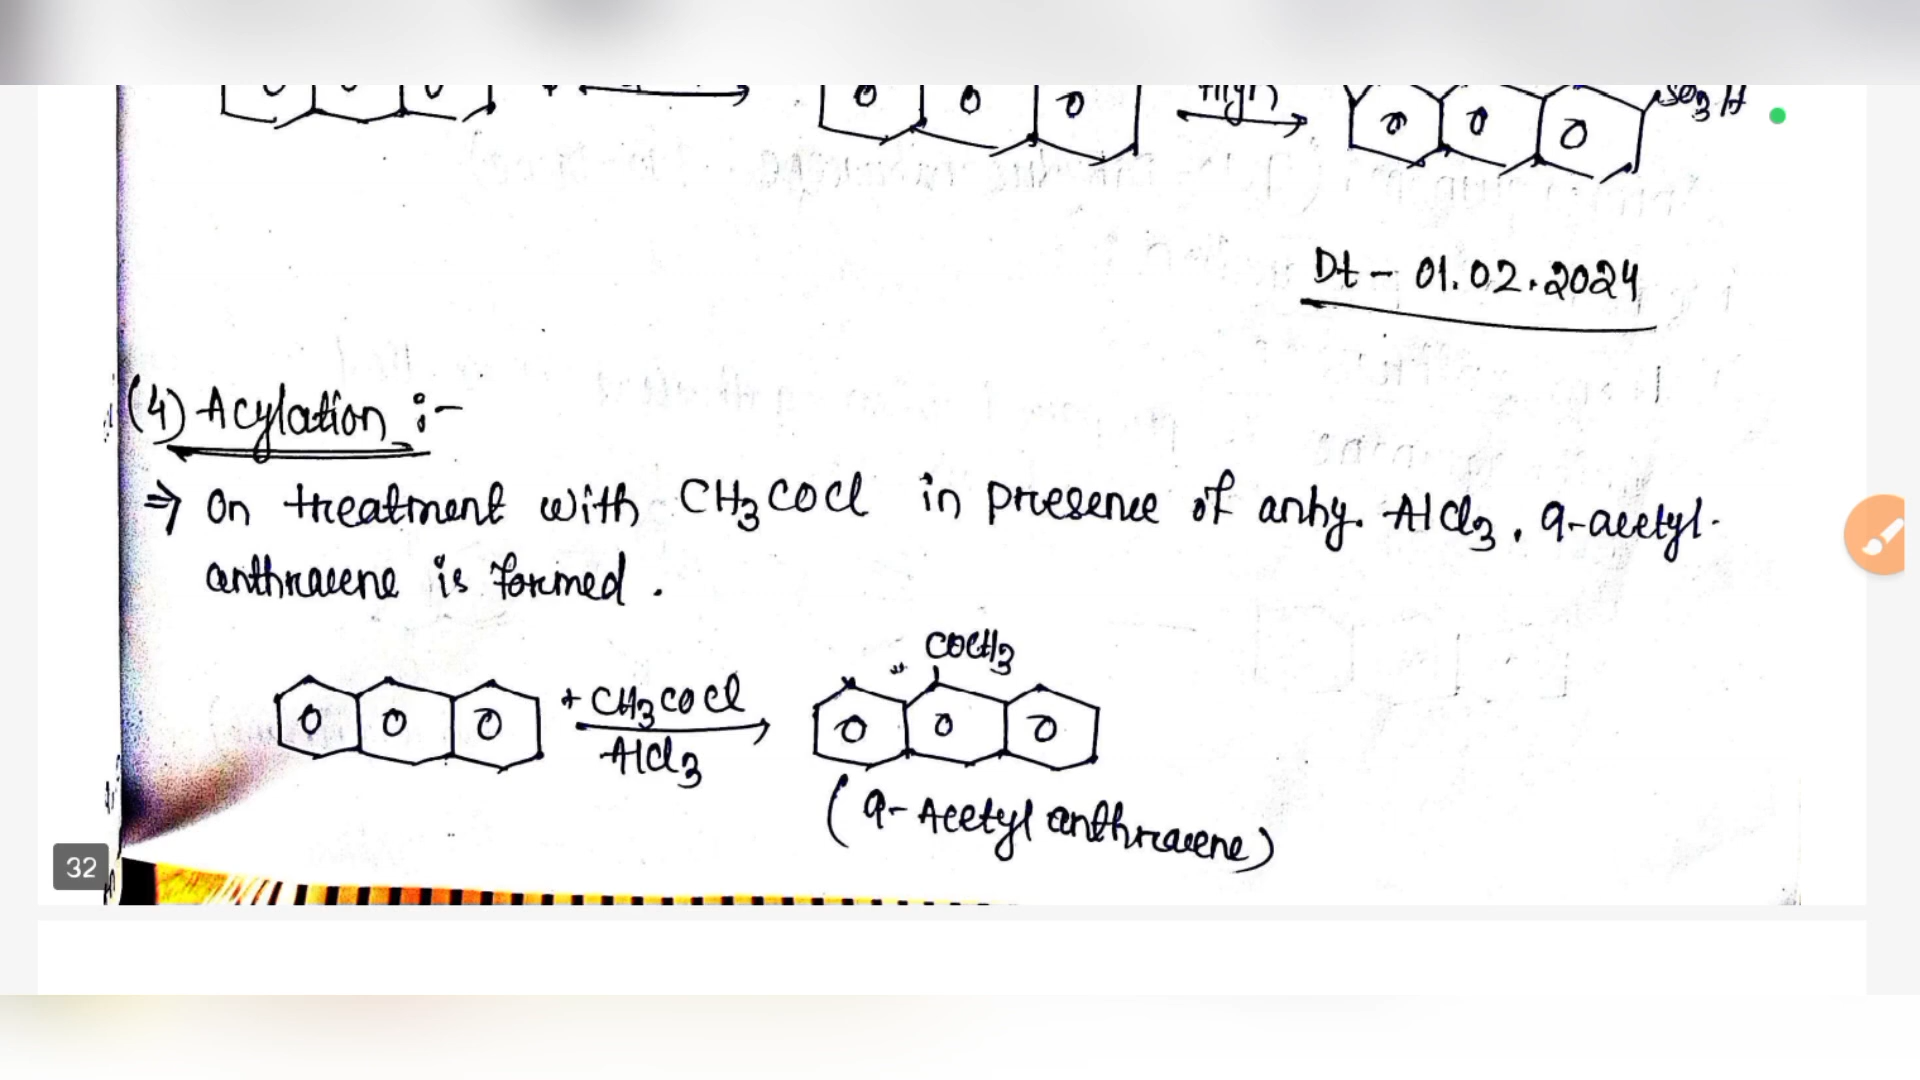 SO3H
Dt - 01.02.2024
(4) Acylation :-
⇒ On treatment with CH3COCl in presence of anhy. AlCl3, 9-acetyl-
anthracene is formed.
COCH3
+ CH3COCl
AlCl3
(9-Acetyl anthracene)
32